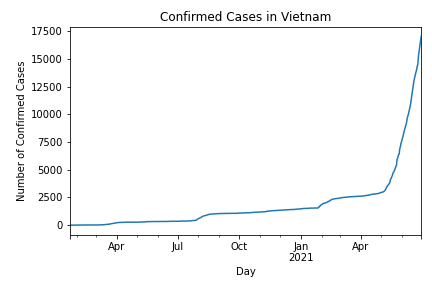 Confirmed Cases in Vietnam
17500
15000
12500
10000
7500
5000
2500
0
Number of Confirmed Cases
Apr
Jul
Oct
Jan
2021
Apr
Day